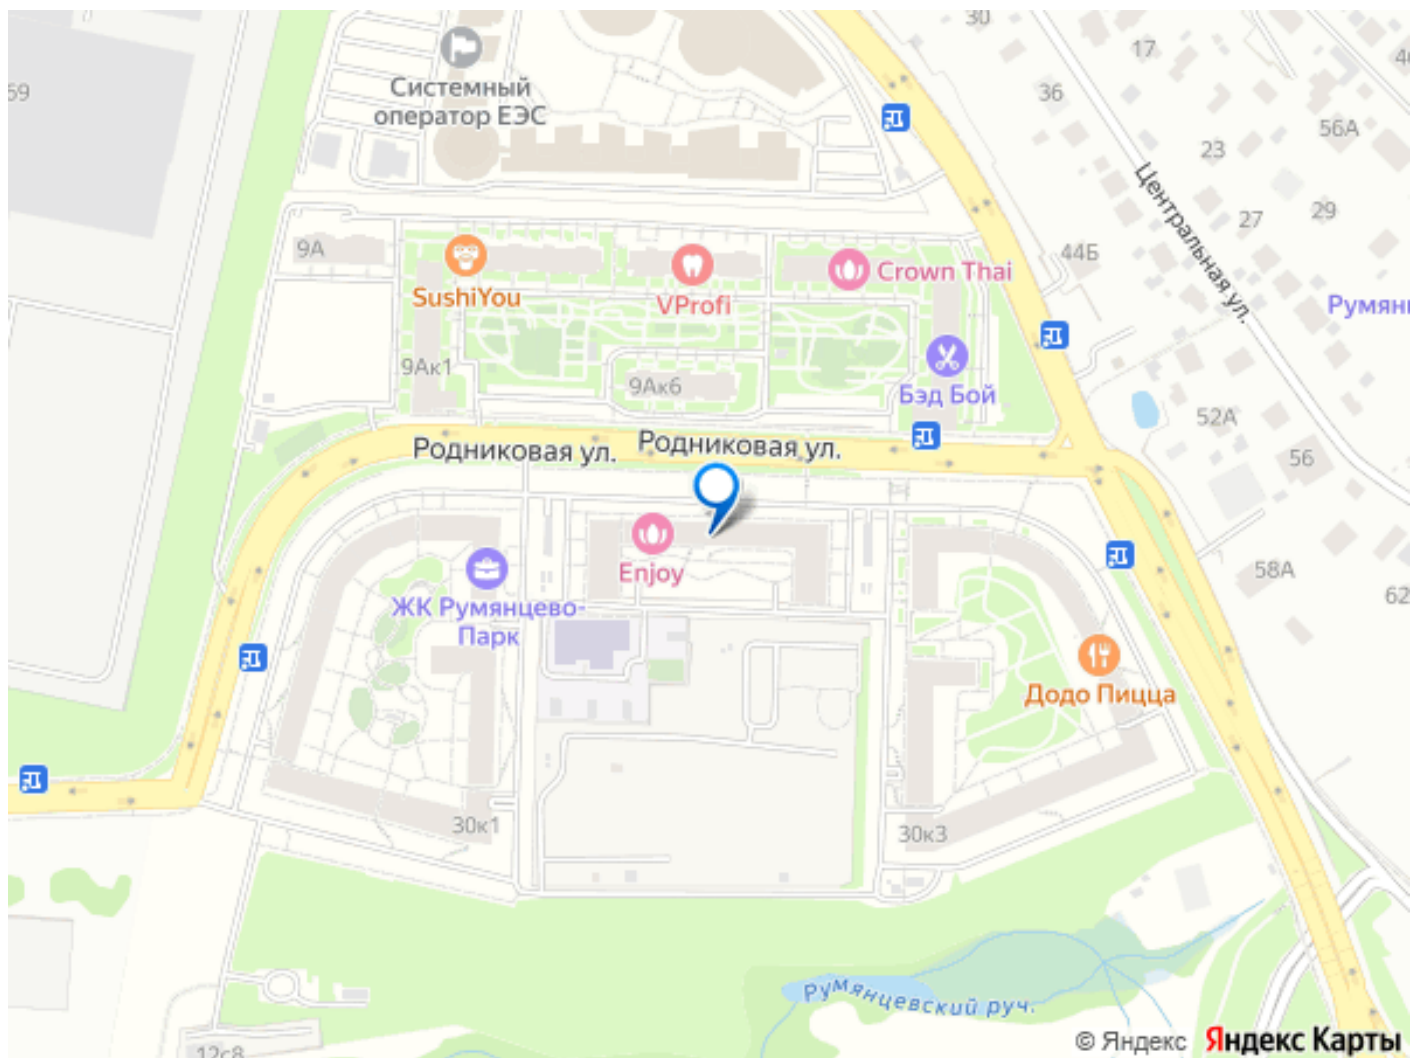 30
17
69
Системный
оператор ЕЭС
36
56А
23
Центральная ул.
9А
27
29
44Б
SushiYou
VProfi
Crown Thai
9Ак1
9Ак6
Бэд Бой
52А
Родниковая ул.
Родниковая ул.
56
Enjoy
58А
ЖК Румянцево-
Парк
Додо Пицца
30к1
30к3
Румянцевский руч.
12с8
© Яндекс Яндекс Карты